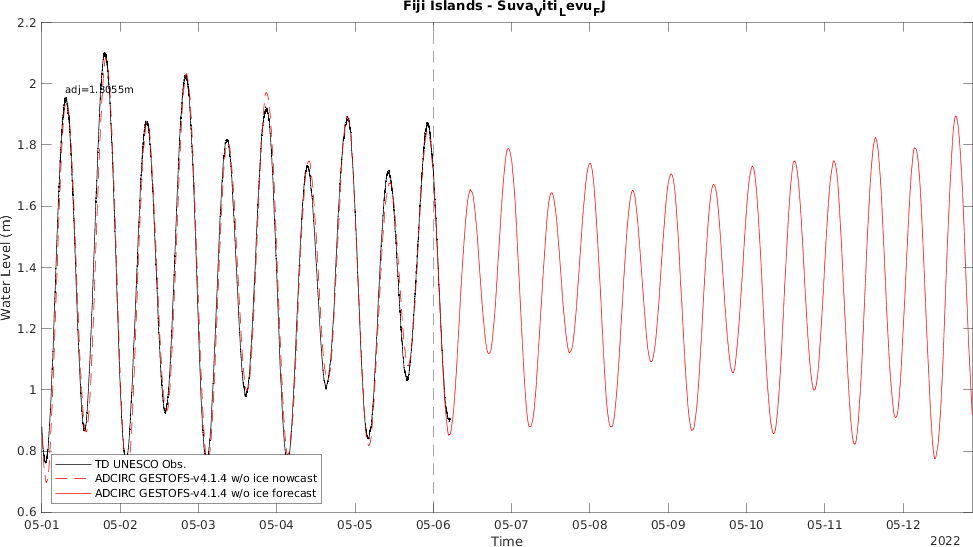 Fiji Islands - SuvaVitiLevuFJ
2.2
2
1.8
1.6
1.4
1.2
1
0.8
0.6
Water Level (m)
adj=1.3055m
TD UNESCO Obs.
ADCIRC GESTOFS-v4.1.4 w/o ice nowcast
ADCIRC GESTOFS-v4.1.4 w/o ice forecast
05-01 05-02 05-03 05-04 05-05 05-06 05-07 05-08 05-09 05-10 05-11 05-12
Time
2022